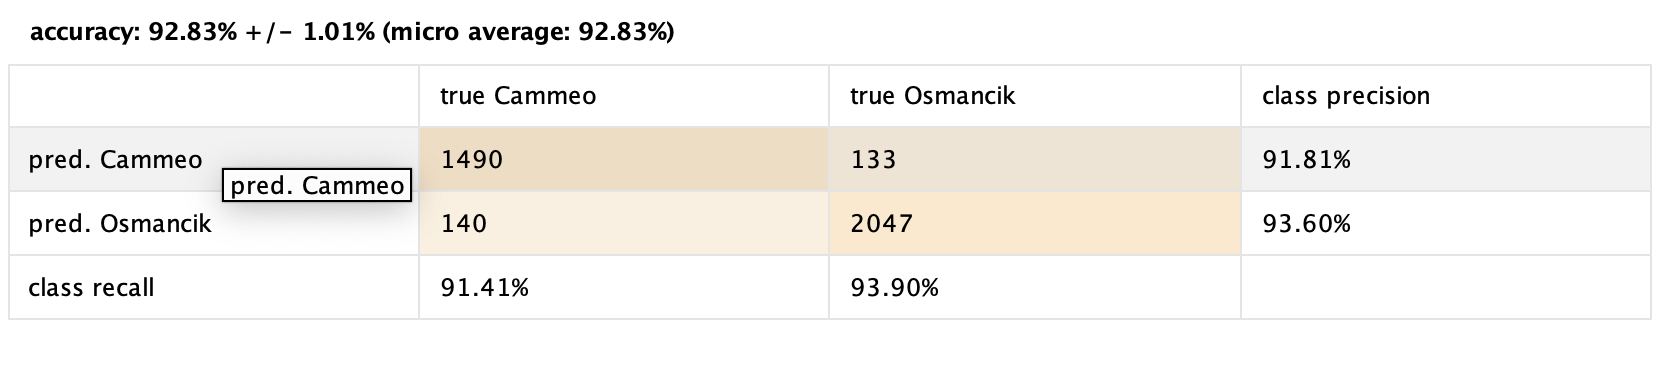 accuracy: 92.83% +/- 1.01% (micro average: 92.83%)
true Cammeo true Osmancik class precision
pred. Cammeo 1490 133 91.81%
pred. Cammeo
pred. Osmancik 140 2047 93.60%
class recall 91.41% 93.90%